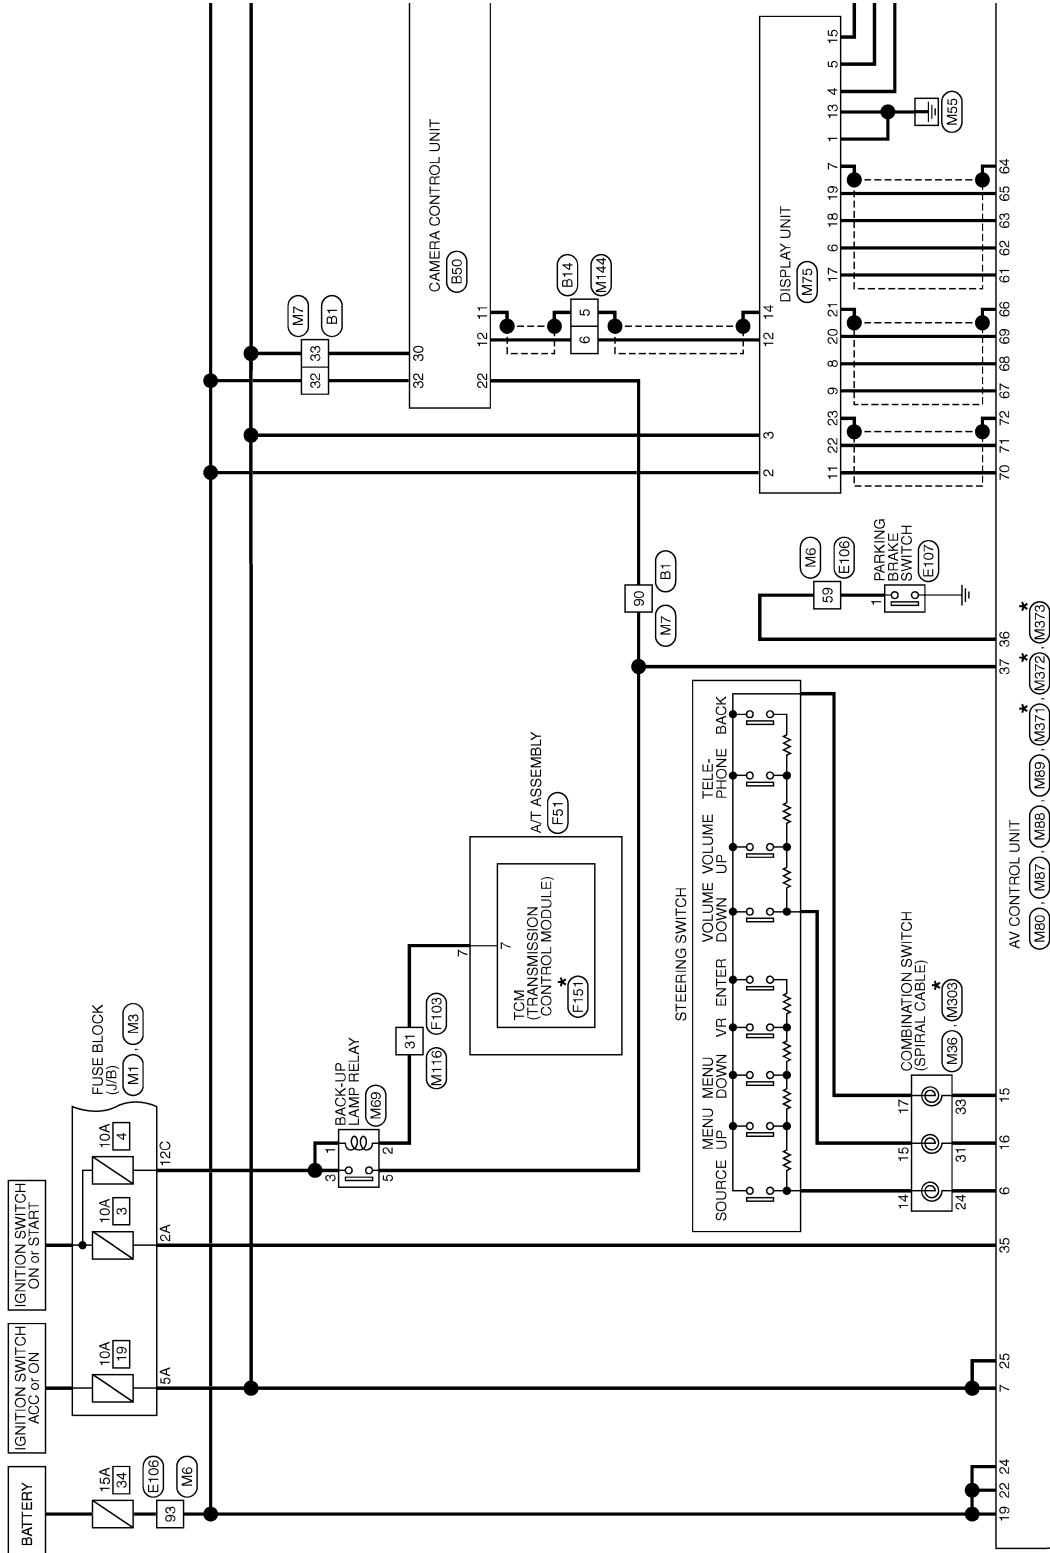 BATTERY
15A
34
E106
93
M6
IGNITION SWITCH
ACC or ON
10A
19
5A
IGNITION SWITCH
ON or START
10A
3
2A
10A
4
12C
FUSE BLOCK
(J/B)
M1 , M3
BACK-UP
LAMP RELAY
M69
1
3
2
5
M116
31
F103
A/T ASSEMBLY
F51
7
7
TCM
(TRANSMISSION
CONTROL MODULE)
*
F151
M7
B1
32
33
CAMERA CONTROL UNIT
B50
32
30
22
12
11
B14
M144
6
5
DISPLAY UNIT
M75
2
3
12
14
11
22
23
9
8
20
21
17
6
18
19
7
1
13
4
5
15
M55
M7
90
B1
M6
E106
59
PARKING
BRAKE
SWITCH
E107
1
STEERING SWITCH
SOURCE
MENU
UP
MENU
DOWN
VR
ENTER
VOLUME
DOWN
VOLUME
UP
TELE-
PHONE
BACK
COMBINATION SWITCH
(SPIRAL CABLE)
M36 , M303
*
14
15
17
24
31
33
19
22
24
7
25
35
6
16
15
37
36
70
71
72
67
68
69
66
61
62
63
65
64
AV CONTROL UNIT
M80 , M87 , M88 , M89 , M371 * , M372 * , M373 *